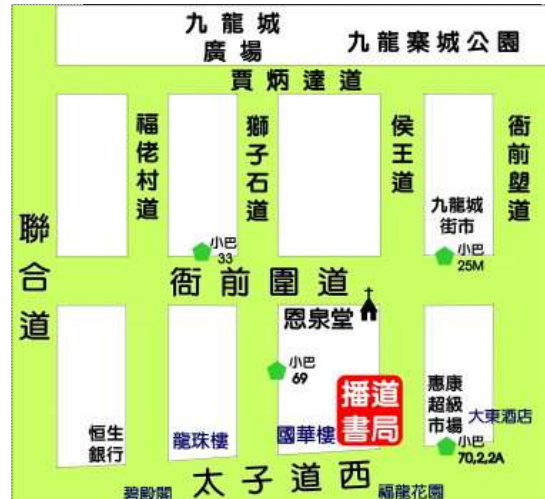 九龍城
廣場
九龍寨城公園
賈炳達道
聯合道
福佬村道
獅子石道
侯王道
衙前塱道
九龍城
街市
小巴
33
小巴
25M
衙前圍道
恩泉堂
小巴
69
播道
書局
惠康
超級
市場
大東酒店
恒生
銀行
龍珠樓
國華樓
小巴
70,2,2A
太子道西
碧殿閣
福龍花園